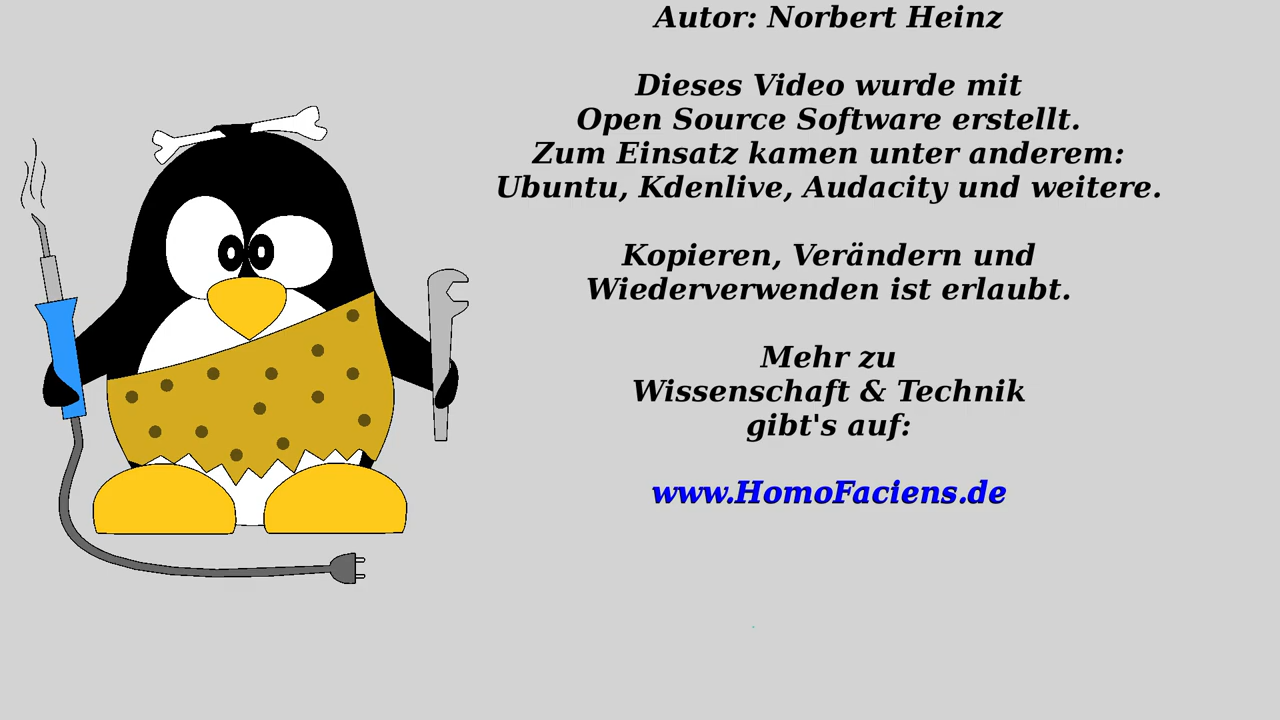 Autor: Norbert Heinz
Dieses Video wurde mit
Open Source Software erstellt.
Zum Einsatz kamen unter anderem:
Ubuntu, Kdenlive, Audacity und weitere.
Kopieren, Verändern und
Wiederverwenden ist erlaubt.
Mehr zu
Wissenschaft & Technik
gibt's auf:
www.HomoFaciens.de